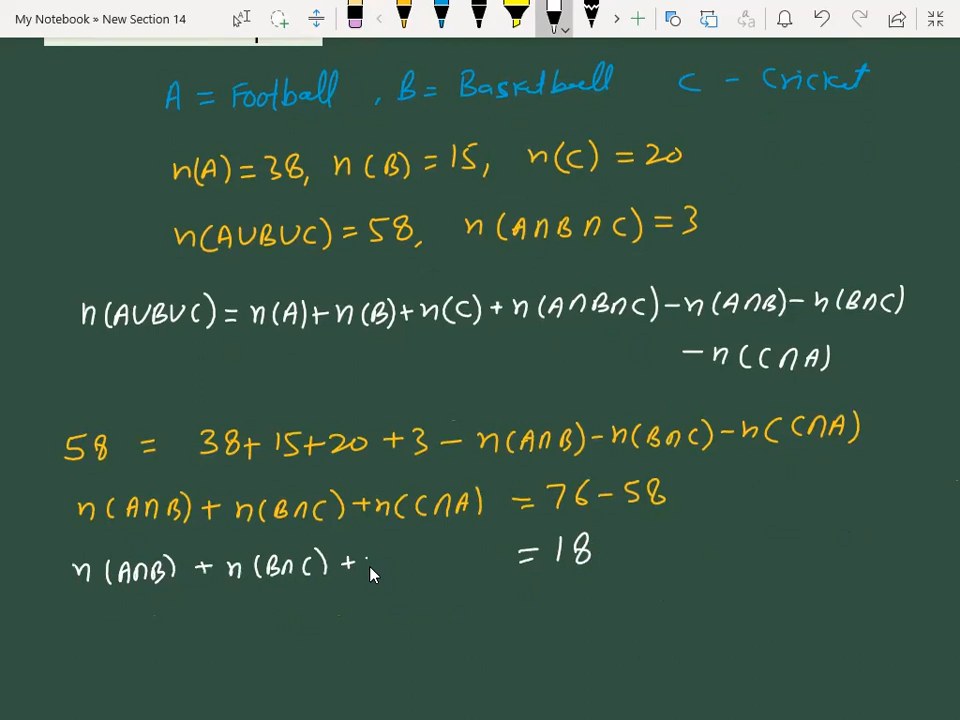 My Notebook » New Section 14
A = Football , B = Basketball C - Cricket
n(A) = 38, n(B) = 15, n(C) = 20
n(A∪B∪C) = 58, n(A∩B∩C) = 3
n(A∪B∪C) = n(A) + n(B) + n(C) + n(A∩B∩C) - n(A∩B) - n(B∩C)
- n(C∩A)
58 = 38 + 15 + 20 + 3 - n(A∩B) - n(B∩C) - n(C∩A)
n(A∩B) + n(B∩C) + n(C∩A) = 76 - 58
n(A∩B) + n(B∩C) + = 18